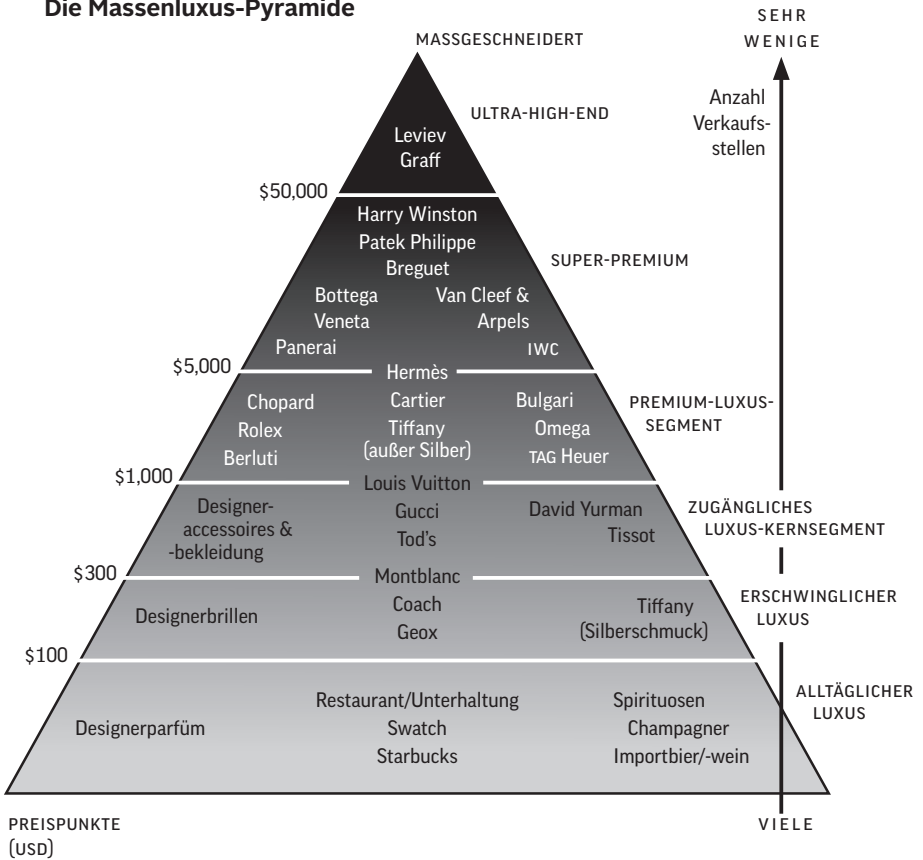 Die Massenluxus-Pyramide
SEHR
WENIGE
MASSGESCHNEIDERT
Anzahl
Verkaufs-
stellen
ULTRA-HIGH-END
Leviev
Graff
$50,000
Harry Winston
Patek Philippe
Breguet
SUPER-PREMIUM
Bottega
Veneta
Van Cleef &
Arpels
Panerai
IWC
$5,000
Hermès
Chopard
Rolex
Berluti
Cartier
Tiffany
(außer Silber)
Bulgari
Omega
TAG Heuer
PREMIUM-LUXUS-
SEGMENT
$1,000
Louis Vuitton
Designer-
accessoires &
-bekleidung
Gucci
Tod's
David Yurman
Tissot
ZUGÄNGLICHES
LUXUS-KERNSEGMENT
$300
Montblanc
Designerbrillen
Coach
Geox
Tiffany
(Silberschmuck)
ERSCHWINGLICHER
LUXUS
$100
Designerparfüm
Restaurant/Unterhaltung
Swatch
Starbucks
Spirituosen
Champagner
Importbier/-wein
ALLTÄGLICHER
LUXUS
PREISPUNKTE
(USD)
VIELE